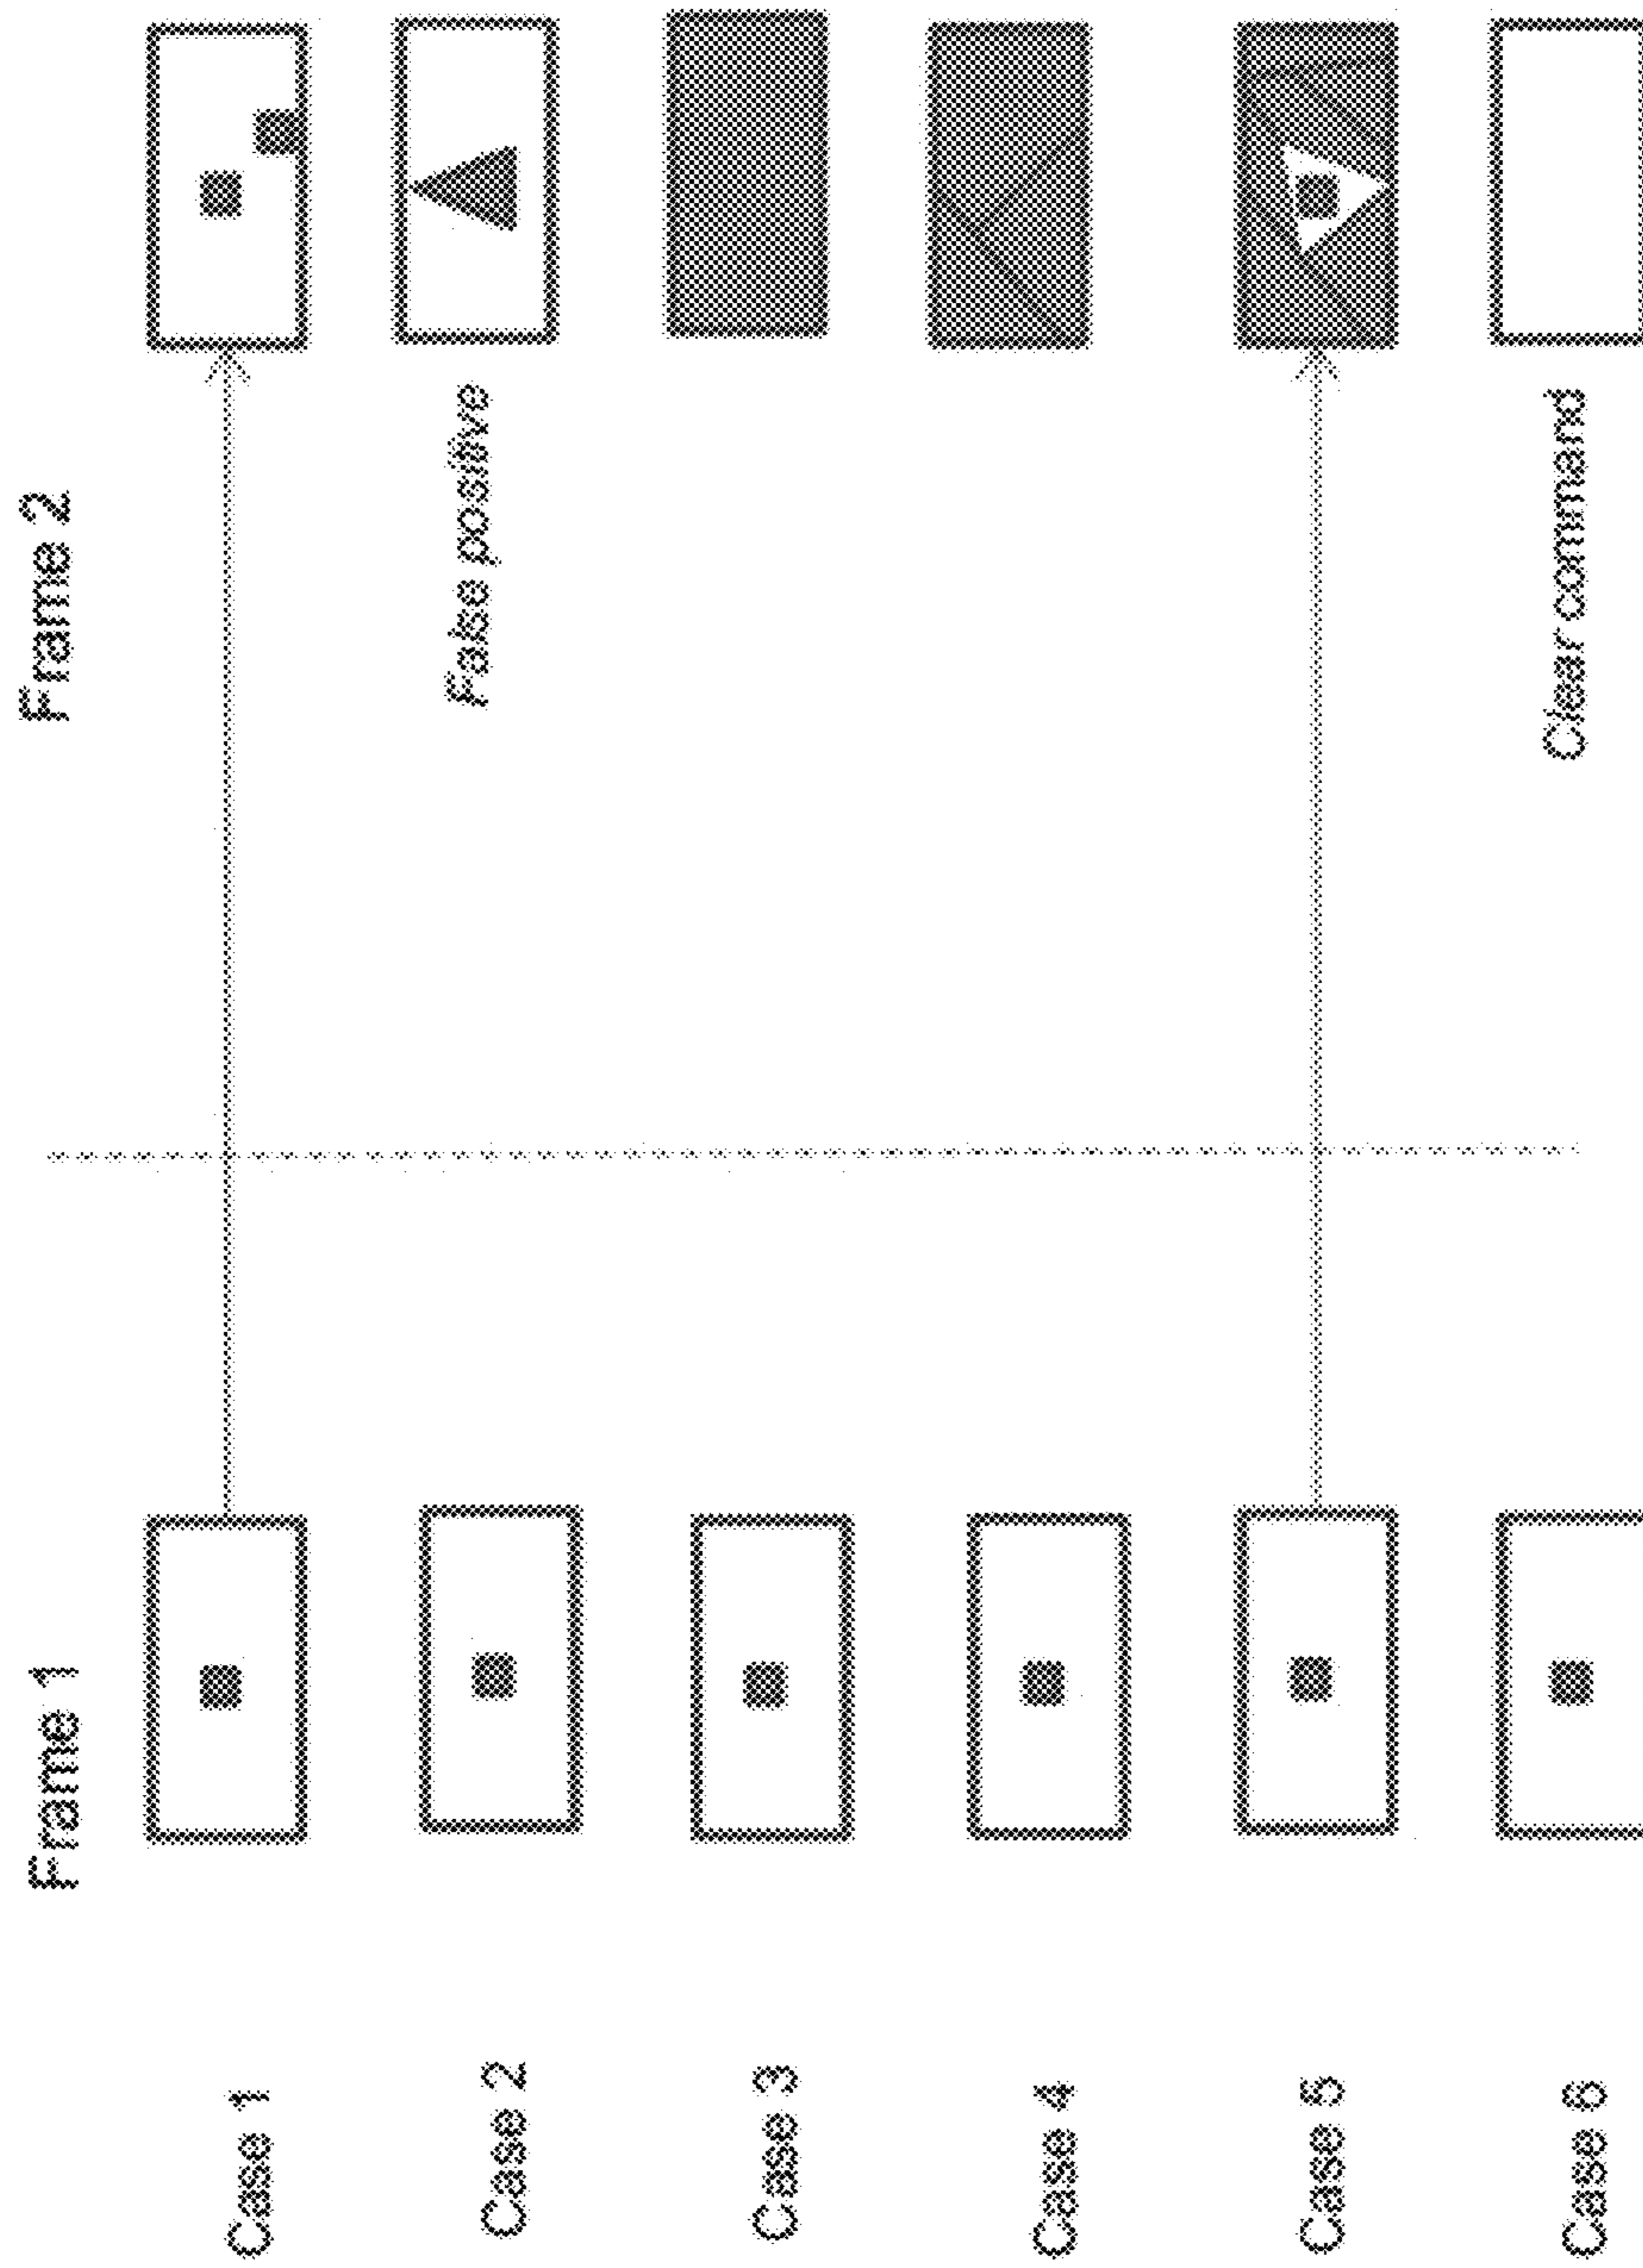 Frame 1
Frame 2
Case 1
Case 2
False positive
Case 3
Case 4
Case 5
Case 6
Clear command